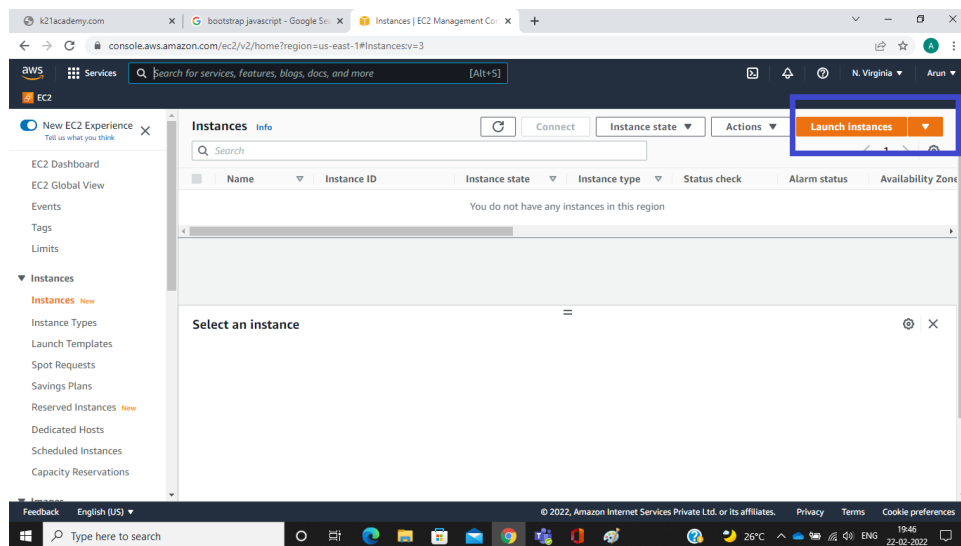 k21academy.com
bootstrap javascript - Google Sea
Instances | EC2 Management Con
console.aws.amazon.com/ec2/v2/home?region=us-east-1#Instances:v=3
A
aws
Services
Search for services, features, blogs, docs, and more
[Alt+S]
N. Virginia
Arun
EC2
New EC2 Experience
Tell us what you think
EC2 Dashboard
EC2 Global View
Events
Tags
Limits
Instances
Instances New
Instance Types
Launch Templates
Spot Requests
Savings Plans
Reserved Instances New
Dedicated Hosts
Scheduled Instances
Capacity Reservations
Images
Instances Info
Connect
Instance state
Actions
Launch instances
Search
1
Name
Instance ID
Instance state
Instance type
Status check
Alarm status
Availability Zone
You do not have any instances in this region
Select an instance
Feedback
English (US)
© 2022, Amazon Internet Services Private Ltd. or its affiliates.
Privacy
Terms
Cookie preferences
Type here to search
26°C
ENG
19:46
22-02-2022